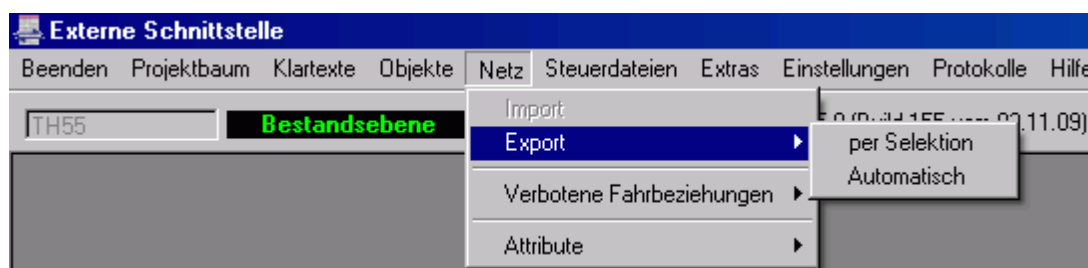 Externe Schnittstelle
Beenden Projektbaum Klartexte Objekte Netz Steuerdateien Extras Einstellungen Protokolle Hilfe
TH55 Bestandsebene
Import
Export
per Selektion
Automatisch
Verbotene Fahrbeziehungen
Attribute